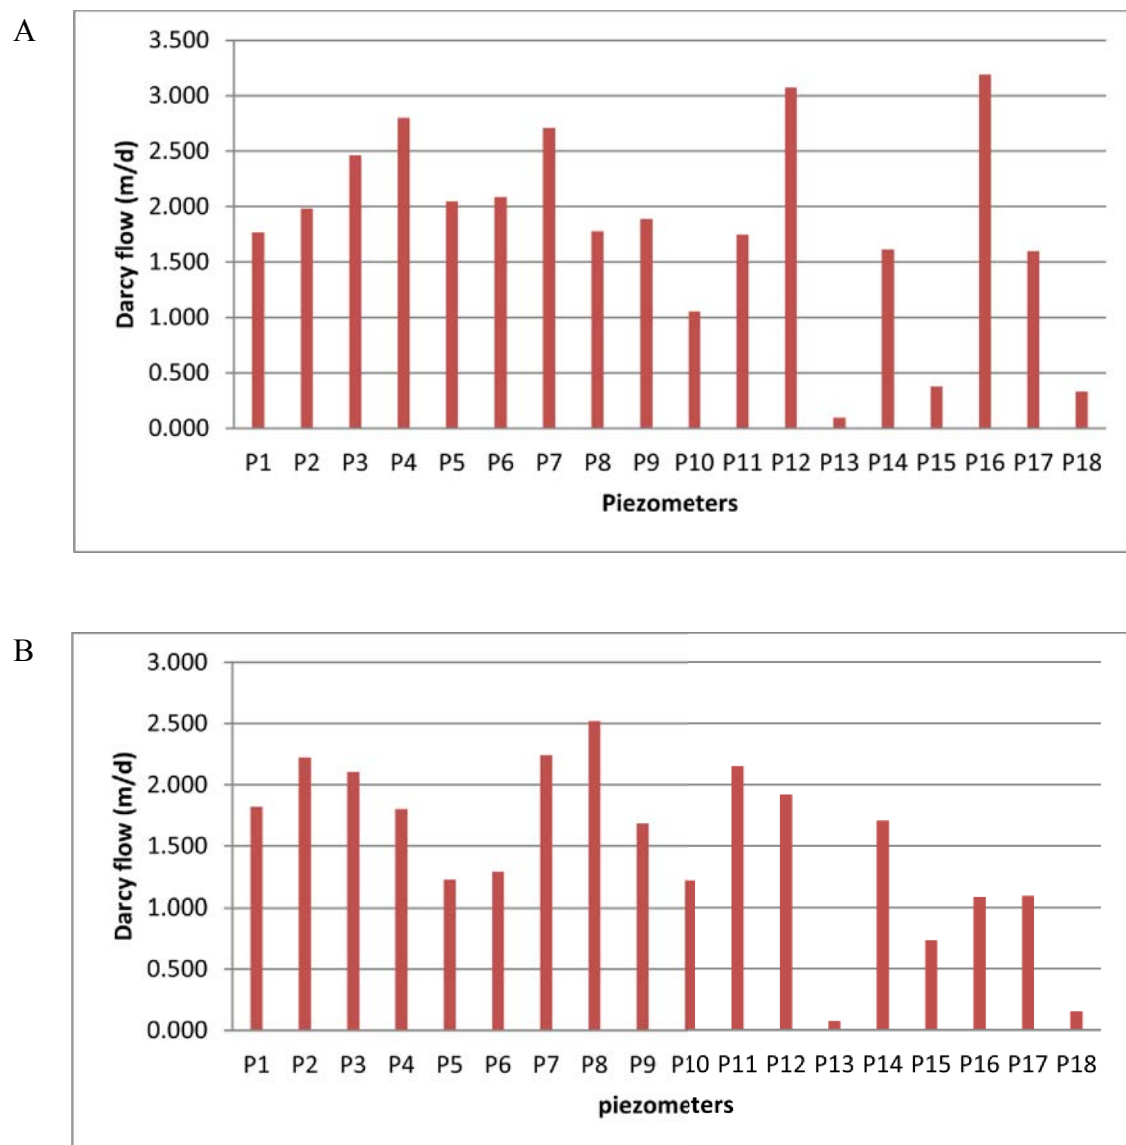 A
3.500
3.000
2.500
2.000
1.500
1.000
0.500
0.000
Darcy flow (m/d)
P1 P2 P3 P4 P5 P6 P7 P8 P9 P10 P11 P12 P13 P14 P15 P16 P17 P18
Piezometers
B
3.000
2.500
2.000
1.500
1.000
0.500
0.000
Darcy flow (m/d)
P1 P2 P3 P4 P5 P6 P7 P8 P9 P10 P11 P12 P13 P14 P15 P16 P17 P18
piezometers